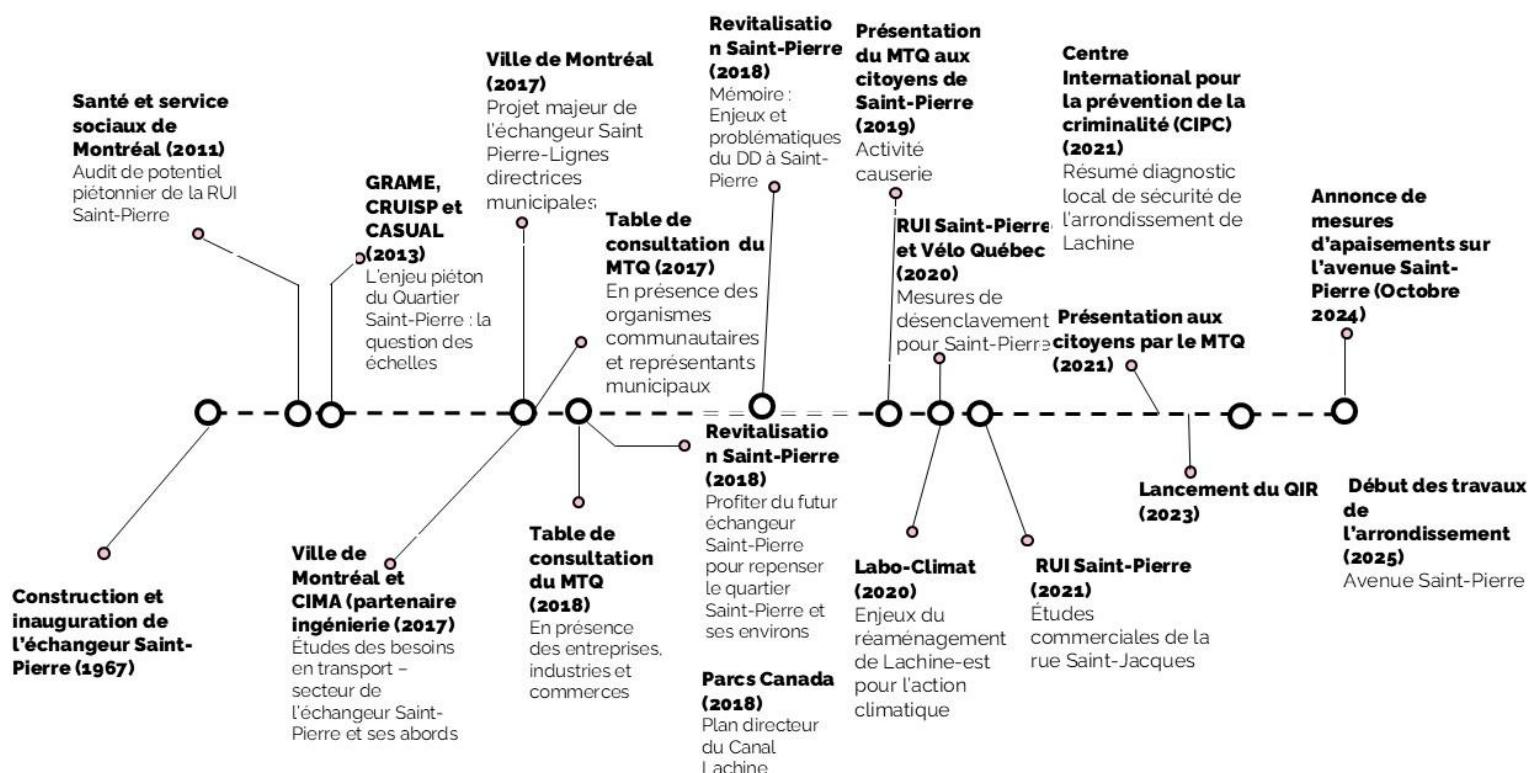 Santé et service
sociaux de
Montréal (2011)
Audit de potentiel
piétonnier de la RUI
Saint-Pierre
GRAME,
CRUISP et
CASUAL
(2013)
L'enjeu piéton
du Quartier
Saint-Pierre : la
question des
échelles
Ville de Montréal
(2017)
Projet majeur de
l'échangeur Saint
Pierre-Lignes
directrices
municipales
Table de
consultation du
MTQ (2017)
En présence des
organismes
communautaires
et représentants
municipaux
Revitalisatio
n Saint-Pierre
(2018)
Mémoire :
Enjeux et
problématiques
du DD à Saint-
Pierre
Présentation
du MTQ aux
citoyens de
Saint-Pierre
(2019)
Activité
causerie
RUI Saint-Pierre
et Vélo Québec
(2020)
Mesures de
désenclavement
pour Saint-Pierre
Centre
International pour
la prévention de la
criminalité (CIPC)
(2021)
Résumé diagnostic
local de sécurité de
l'arrondissement de
Lachine
Présentation aux
citoyens par le MTQ
(2021)
Annonce de
mesures
d'apaisements sur
l'avenue Saint-
Pierre (Octobre
2024)
Construction et
inauguration de
l'échangeur Saint-
Pierre (1967)
Ville de
Montréal et
CIMA (partenaire
ingénierie (2017)
Études des besoins
en transport –
secteur de
l'échangeur Saint-
Pierre et ses abords
Table de
consultation
du MTQ
(2018)
En présence
des entreprises,
industries et
commerces
Revitalisatio
n Saint-Pierre
(2018)
Profiter du futur
échangeur
Saint-Pierre
pour repenser
le quartier
Saint-Pierre et
ses environs
Parcs Canada
(2018)
Plan directeur
du Canal
Lachine
Labo-Climat
(2020)
Enjeux du
réaménagement
de Lachine-est
pour l'action
climatique
RUI Saint-Pierre
(2021)
Études
commerciales de la
rue Saint-Jacques
Lancement du QIR
(2023)
Début des travaux
de
l'arrondissement
(2025)
Avenue Saint-Pierre